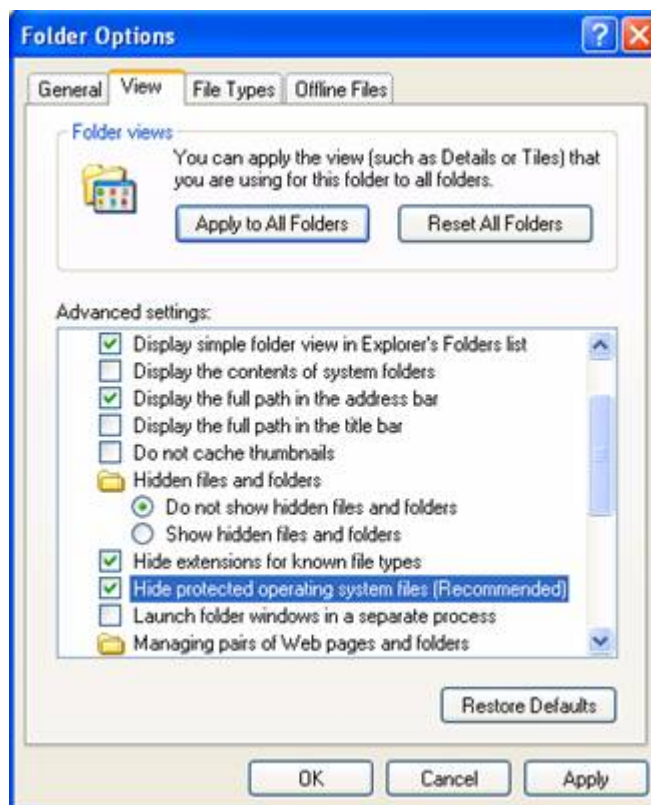 Folder Options
General View File Types Offline Files
Folder views
You can apply the view (such as Details or Tiles) that
you are using for this folder to all folders.
Apply to All Folders Reset All Folders
Advanced settings:
Display simple folder view in Explorer's Folders list
Display the contents of system folders
Display the full path in the address bar
Display the full path in the title bar
Do not cache thumbnails
Hidden files and folders
Do not show hidden files and folders
Show hidden files and folders
Hide extensions for known file types
Hide protected operating system files (Recommended)
Launch folder windows in a separate process
Managing pairs of Web pages and folders
Restore Defaults
OK Cancel Apply